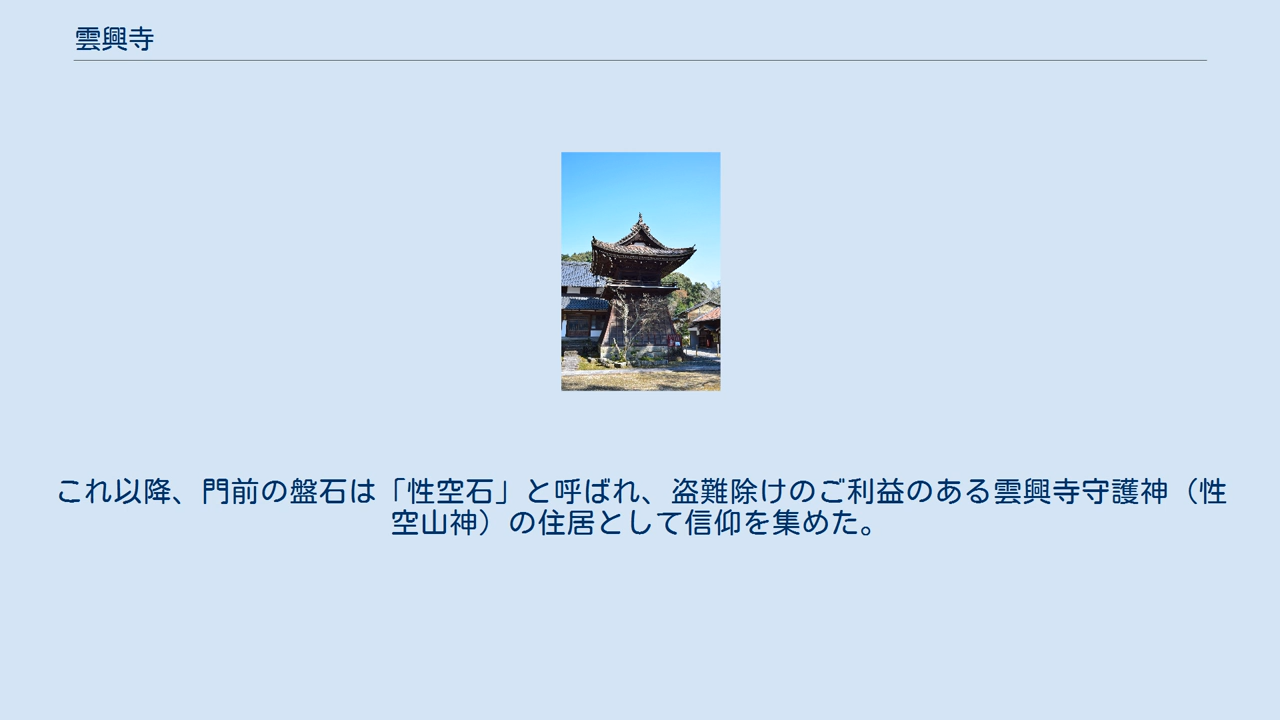 雲興寺
これ以降、門前の盤石は「性空石」と呼ばれ、盗難除けのご利益のある雲興寺守護神（性
空山神）の住居として信仰を集めた。